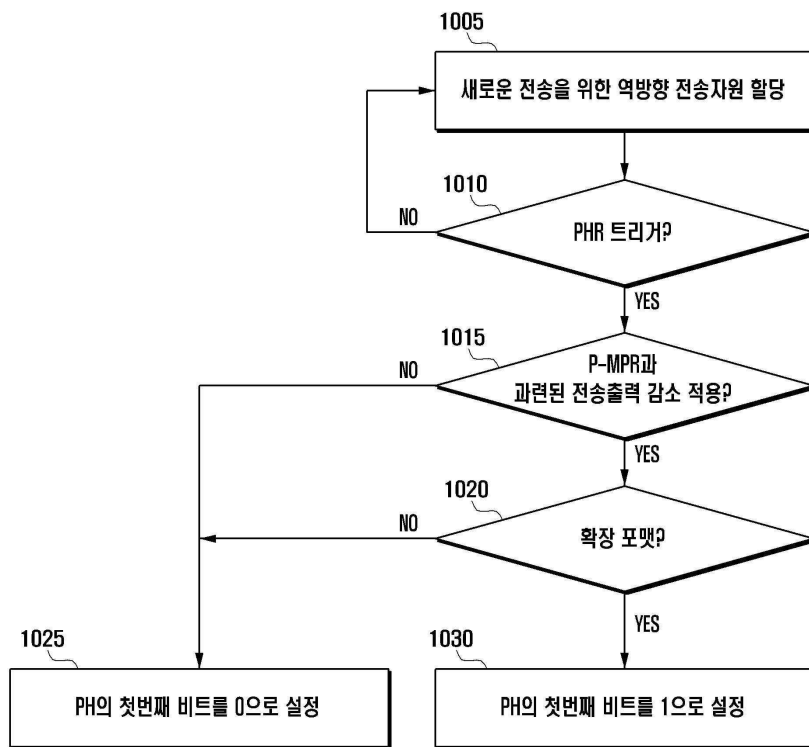 1005
새로운 전송을 위한 역방향 전송자원 할당
1010
NO
PHR 트리거?
YES
1015
NO
P-MPR과
관련된 전송출력 감소 적용?
YES
1020
NO
확장 포맷?
YES
1025
1030
PH의 첫번째 비트를 0으로 설정
PH의 첫번째 비트를 1으로 설정